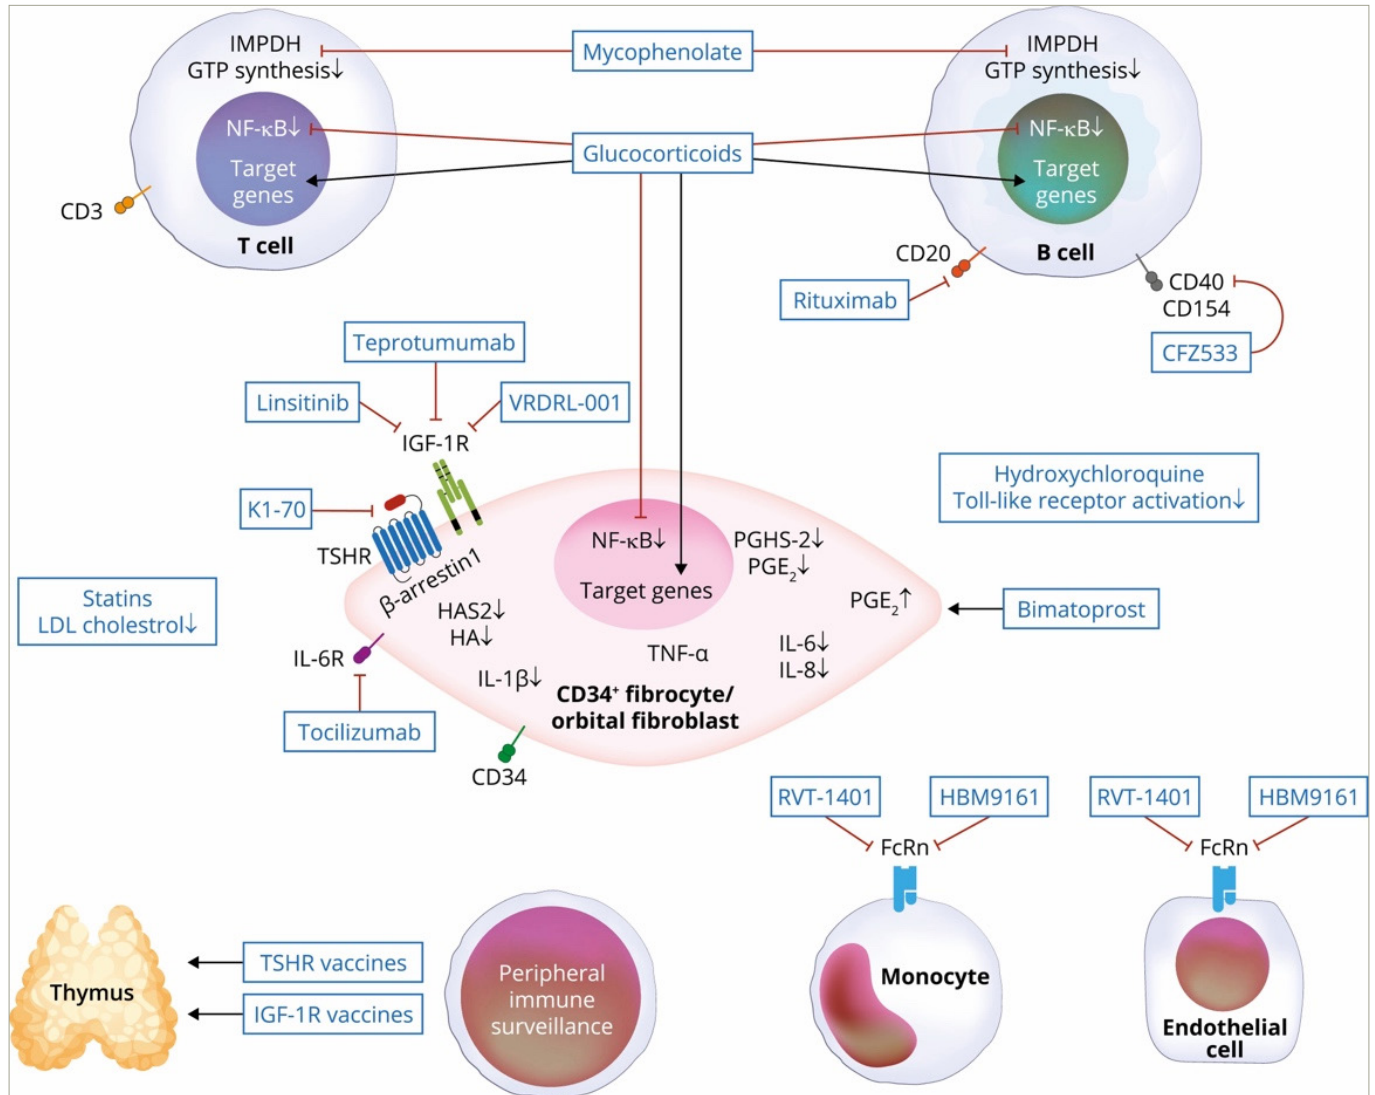 IMPDH
GTP synthesis↓
NF-κB↓
Target
genes
T cell
CD3
Mycophenolate
Glucocorticoids
IMPDH
GTP synthesis↓
NF-κB↓
Target
genes
B cell
CD20
Rituximab
CD40
CD154
CFZ533
Teprotumumab
Linsitinib
VRDRL-001
IGF-1R
K1-70
TSHR
β-arrestin1
Statins
LDL cholestrol↓
IL-6R
Tocilizumab
HAS2↓
HA↓
IL-1β↓
NF-κB↓
Target genes
PGHS-2↓
PGE₂↓
PGE₂↑
TNF-α
IL-6↓
IL-8↓
CD34⁺ fibrocyte/
orbital fibroblast
CD34
Hydroxychloroquine
Toll-like receptor activation↓
Bimatoprost
RVT-1401
HBM9161
FcRn
Monocyte
RVT-1401
HBM9161
FcRn
Endothelial
cell
Thymus
TSHR vaccines
IGF-1R vaccines
Peripheral
immune
surveillance